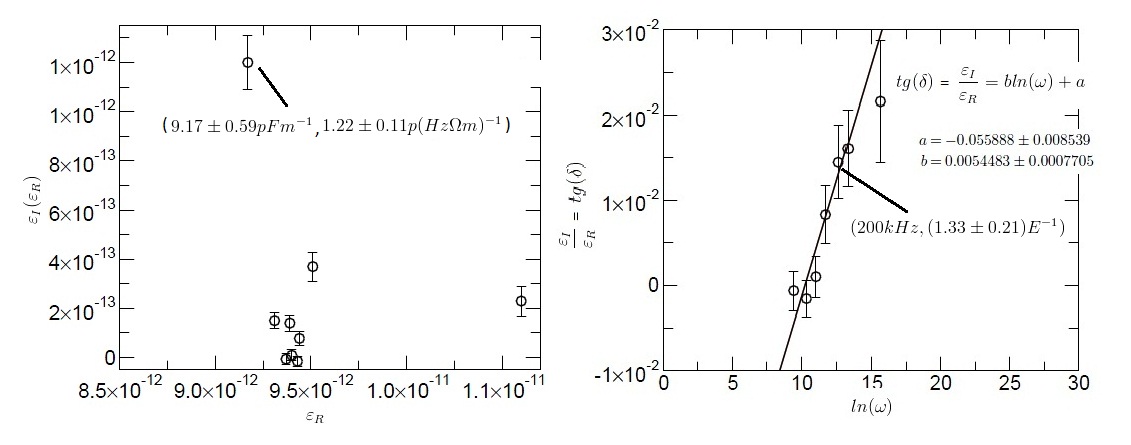 1×10⁻¹²
1×10⁻¹²
8×10⁻¹³
6×10⁻¹³
4×10⁻¹³
2×10⁻¹³
0
ε_I(ε_R)
(9.17 ± 0.59pFm⁻¹, 1.22 ± 0.11p(HzΩm)⁻¹)
8.5×10⁻¹² 9.0×10⁻¹² 9.5×10⁻¹² 1.0×10⁻¹¹ 1.1×10⁻¹¹
ε_R
3×10⁻²
2×10⁻²
1×10⁻²
0
-1×10⁻²
ε_I/ε_R = tg(δ)
tg(δ) = ε_I/ε_R = bln(ω) + a
a = −0.055888 ± 0.008539
b = 0.0054483 ± 0.0007705
(200kHz, (1.33 ± 0.21)E⁻¹)
0 5 10 15 20 25 30
ln(ω)